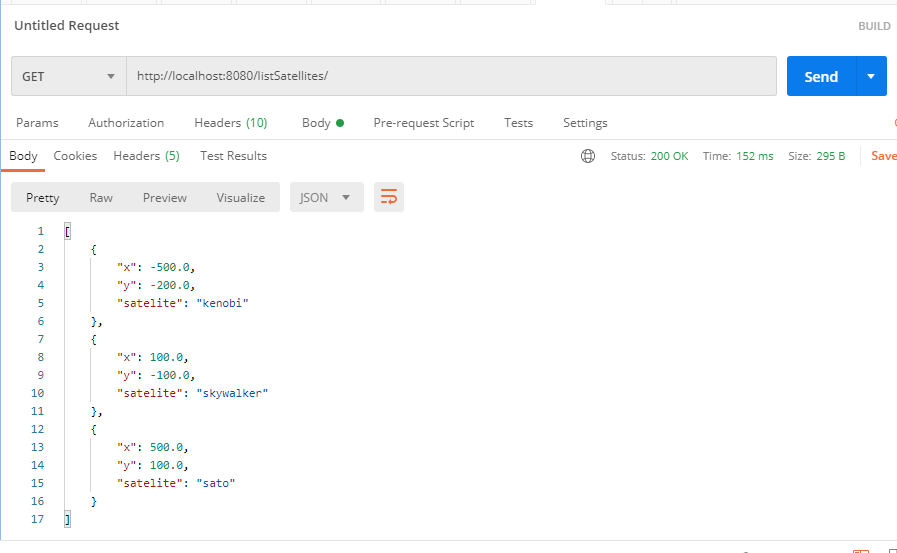 Untitled Request BUILD
GET http://localhost:8080/listSatellites/ Send
Params Authorization Headers (10) Body Pre-request Script Tests Settings
Body Cookies Headers (5) Test Results Status: 200 OK Time: 152 ms Size: 295 B Save
Pretty Raw Preview Visualize JSON
1 [
2 {
3 "x": -500.0,
4 "y": -200.0,
5 "satelite": "kenobi"
6 },
7 {
8 "x": 100.0,
9 "y": -100.0,
10 "satelite": "skywalker"
11 },
12 {
13 "x": 500.0,
14 "y": 100.0,
15 "satelite": "sato"
16 }
17 ]